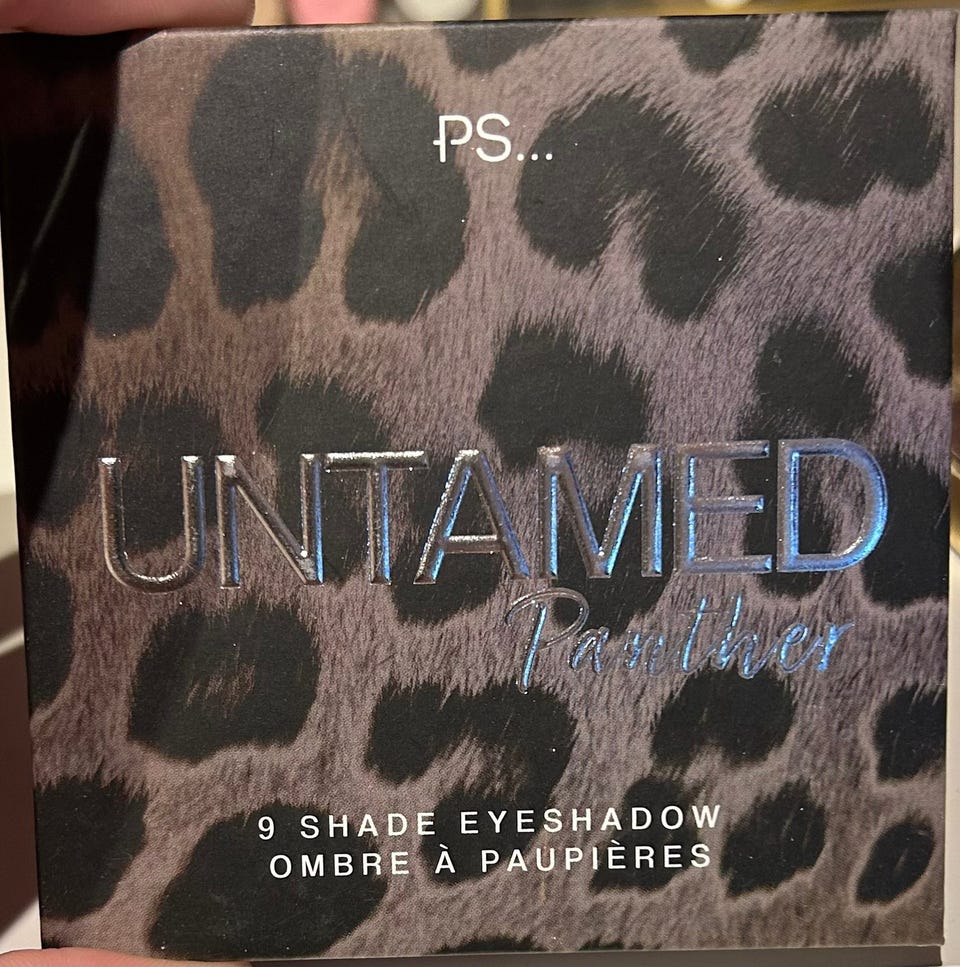 PS...
UNTAMED
Panther
9 SHADE EYESHADOW
OMBRE À PAUPIÈRES